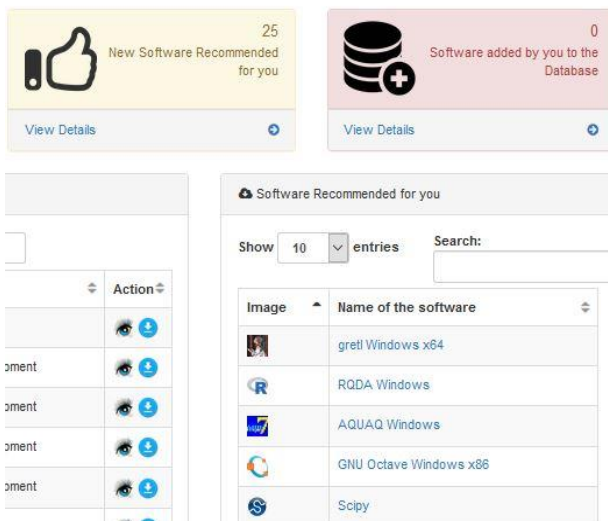 25
New Software Recommended
for you
View Details
0
Software added by you to the
Database
View Details
Action
oment
oment
oment
oment
Software Recommended for you
Show 10 entries
Search:
Image
Name of the software
gretl Windows x64
R
RQDA Windows
7
AQUAQ Windows
GNU Octave Windows x86
Scipy